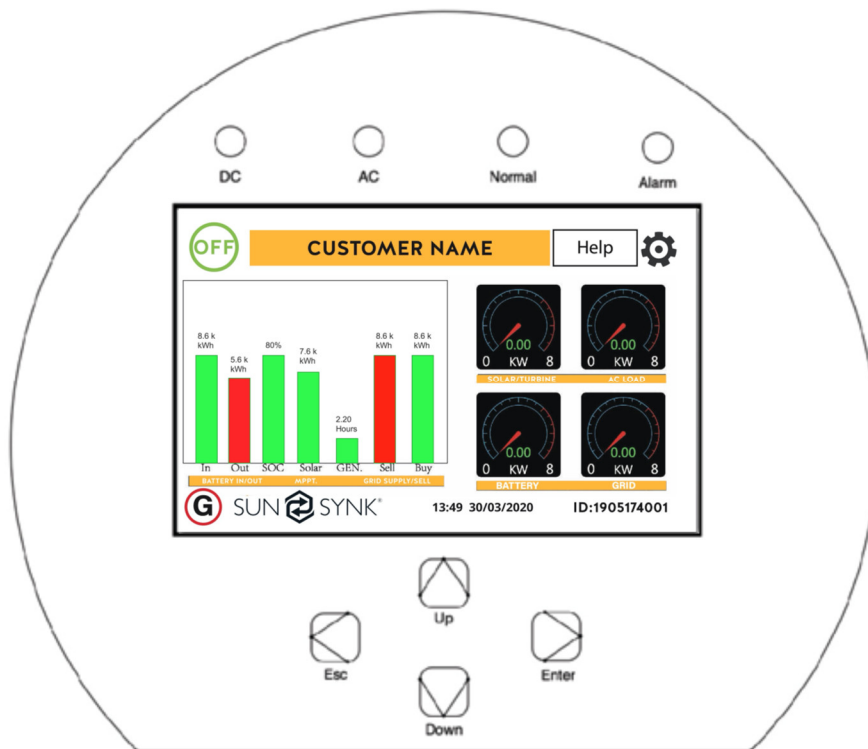 DC AC Normal Alarm
OFF CUSTOMER NAME Help
8.6 k
kWh
5.6 k
kWh
80%
7.6 k
kWh
2.20
Hours
8.6 k
kWh
8.6 k
kWh
In Out SOC Solar GEN. Sell Buy
BATTERY IN/OUT MPPT. GRID SUPPLY/SELL
0.00 0.00
0 KW 8 0 KW 8
SOLAR/TURBINE AC LOAD
0.00 0.00
0 KW 8 0 KW 8
BATTERY GRID
G SUN SYNK® 13:49 30/03/2020 ID:1905174001
Up
Esc Enter
Down